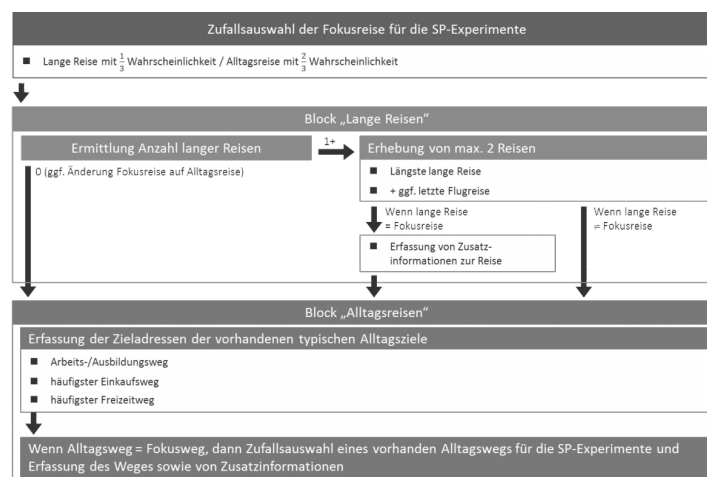 Zufallsauswahl der Fokusreise für die SP-Experimente
Lange Reise mit 1/3 Wahrscheinlichkeit / Alltagsreise mit 2/3 Wahrscheinlichkeit
Block „Lange Reisen“
Ermittlung Anzahl langer Reisen
1+
Erhebung von max. 2 Reisen
0 (ggf. Änderung Fokusreise auf Alltagsreise)
Längste lange Reise
+ ggf. letzte Flugreise
Wenn lange Reise
= Fokusreise
Wenn lange Reise
≠ Fokusreise
Erfassung von Zusatz-
informationen zur Reise
Block „Alltagsreisen“
Erfassung der Zieladressen der vorhandenen typischen Alltagsziele
Arbeits-/Ausbildungsweg
häufigster Einkaufsweg
häufigster Freizeitweg
Wenn Alltagsweg = Fokusweg, dann Zufallsauswahl eines vorhanden Alltagswegs für die SP-Experimente und
Erfassung des Weges sowie von Zusatzinformationen